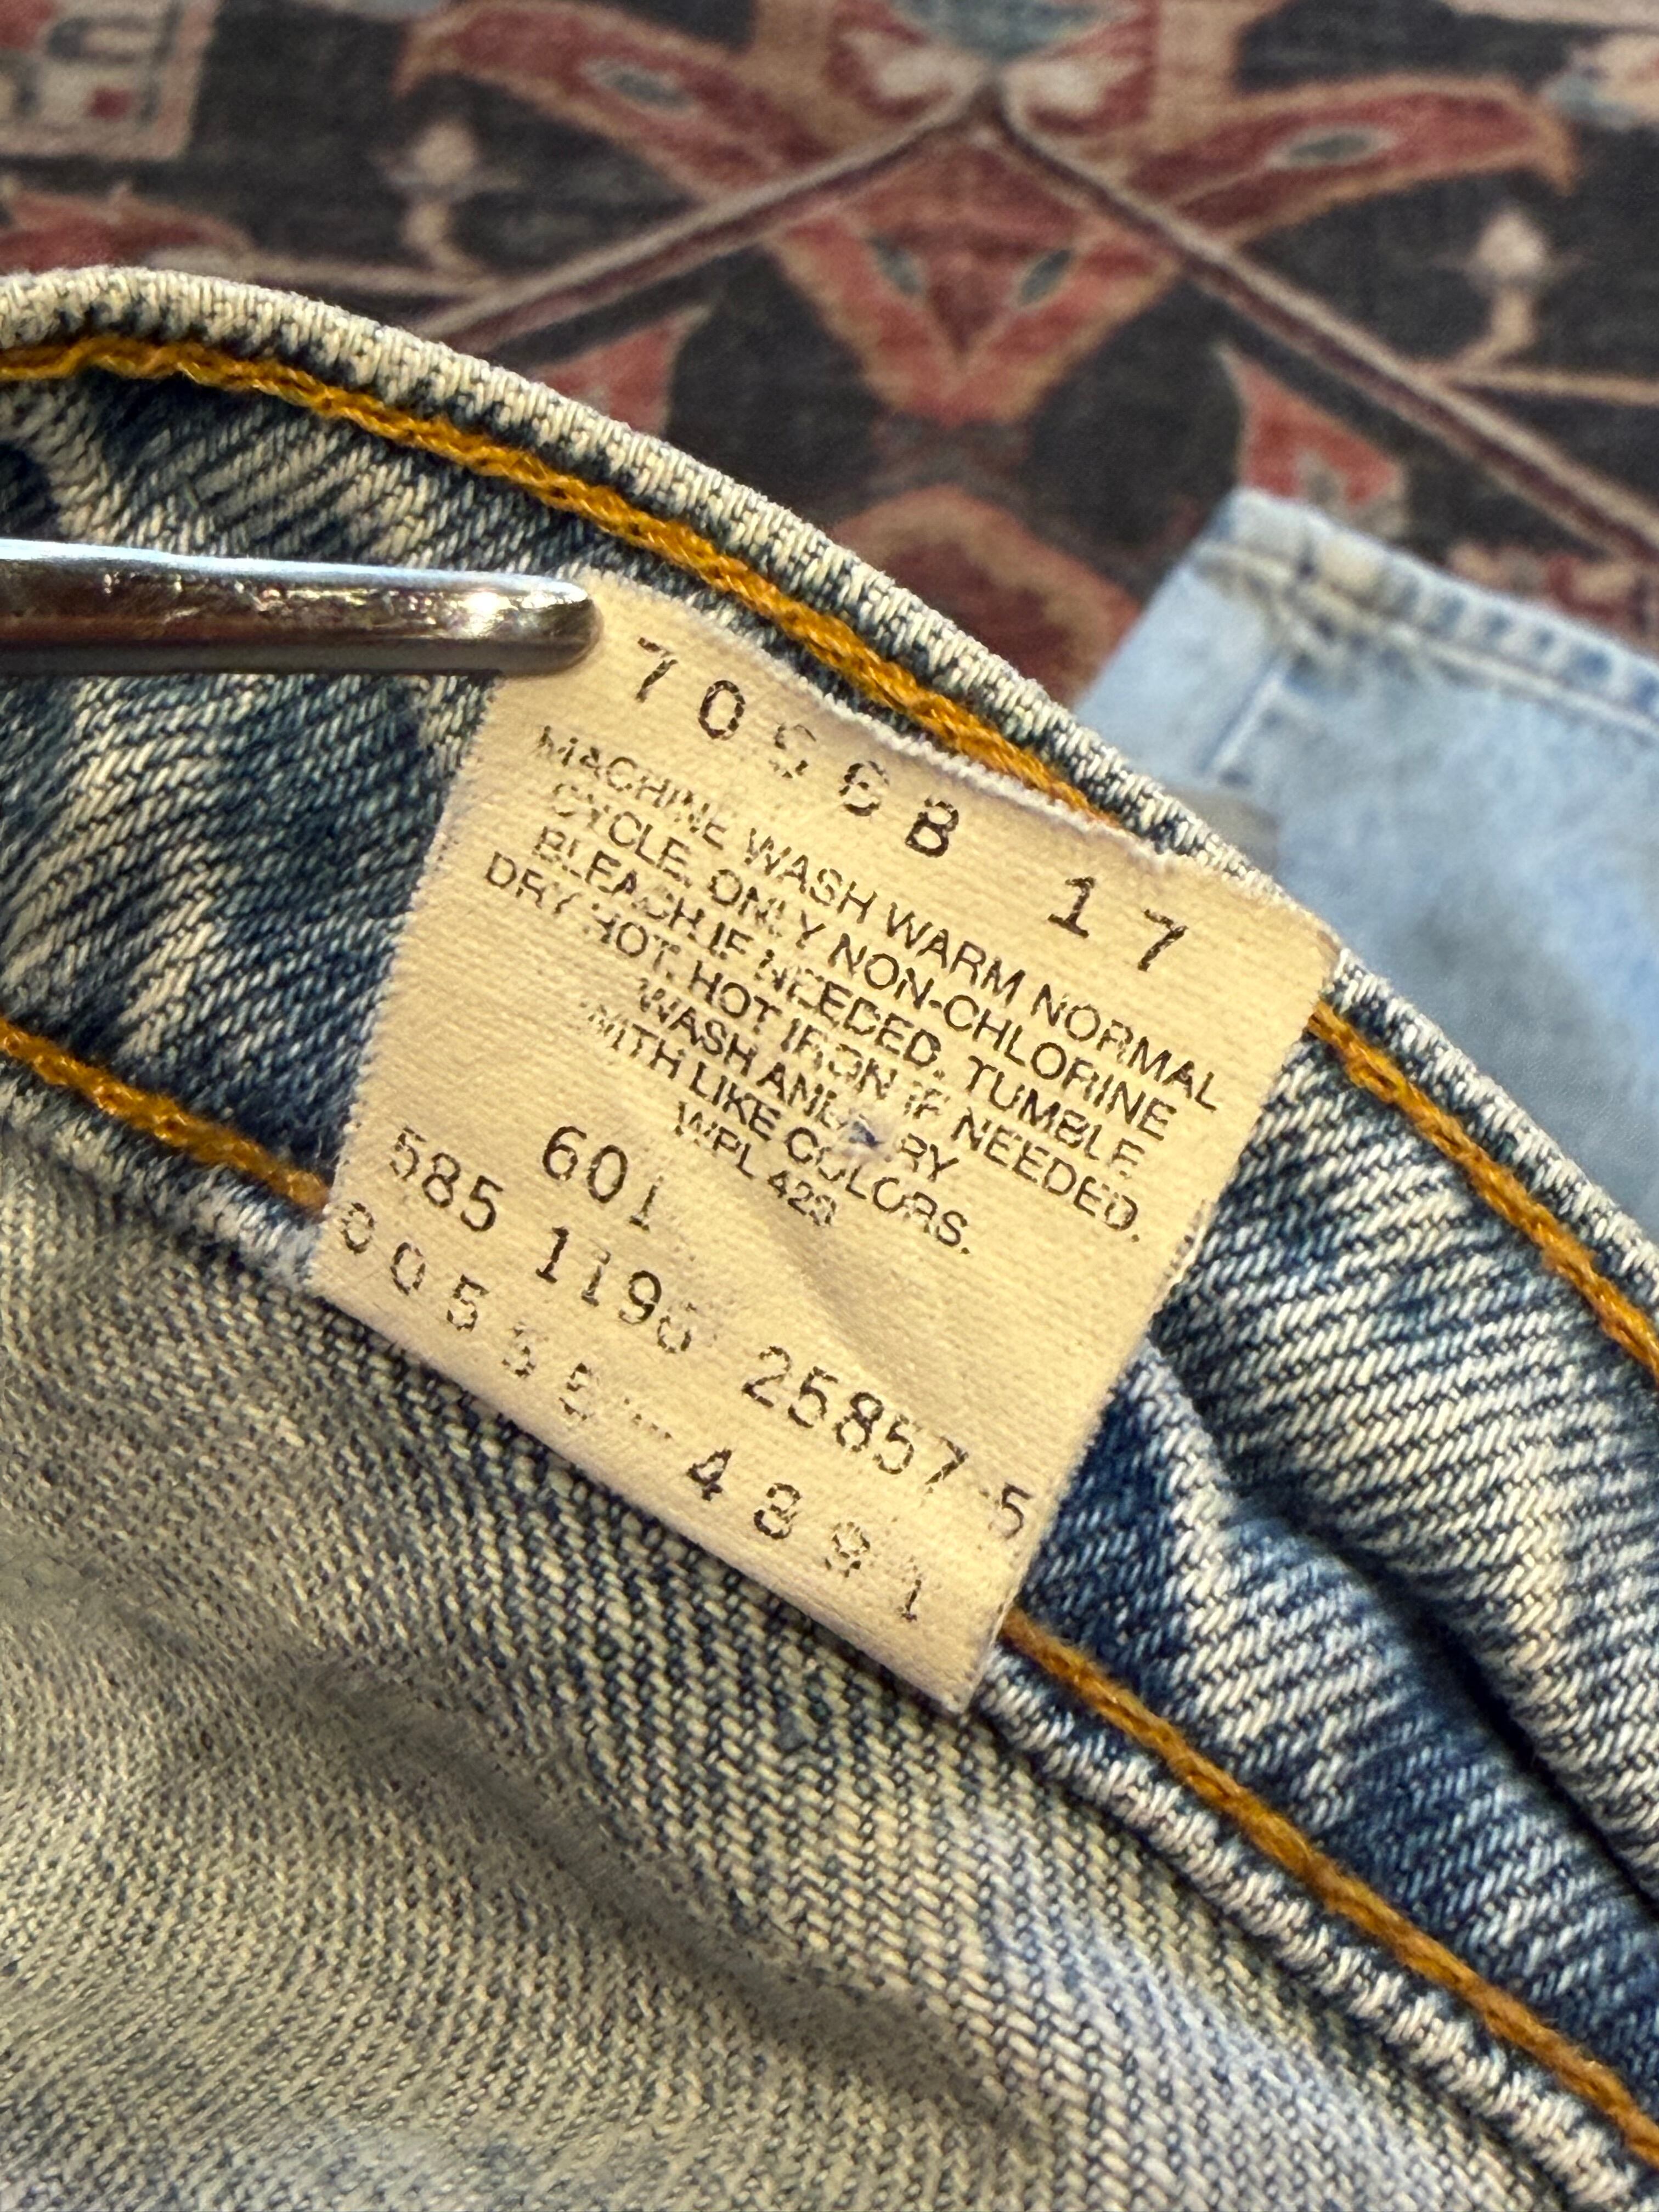 70568 17
MACHINE WASH WARM NORMAL
CYCLE. ONLY NON-CHLORINE
BLEACH IF NEEDED. TUMBLE
DRY HOT. HOT IRON IF NEEDED.
WASH AND DRY
WITH LIKE COLORS.
WPL 423
601
585 1196 25857 5
00555-4891